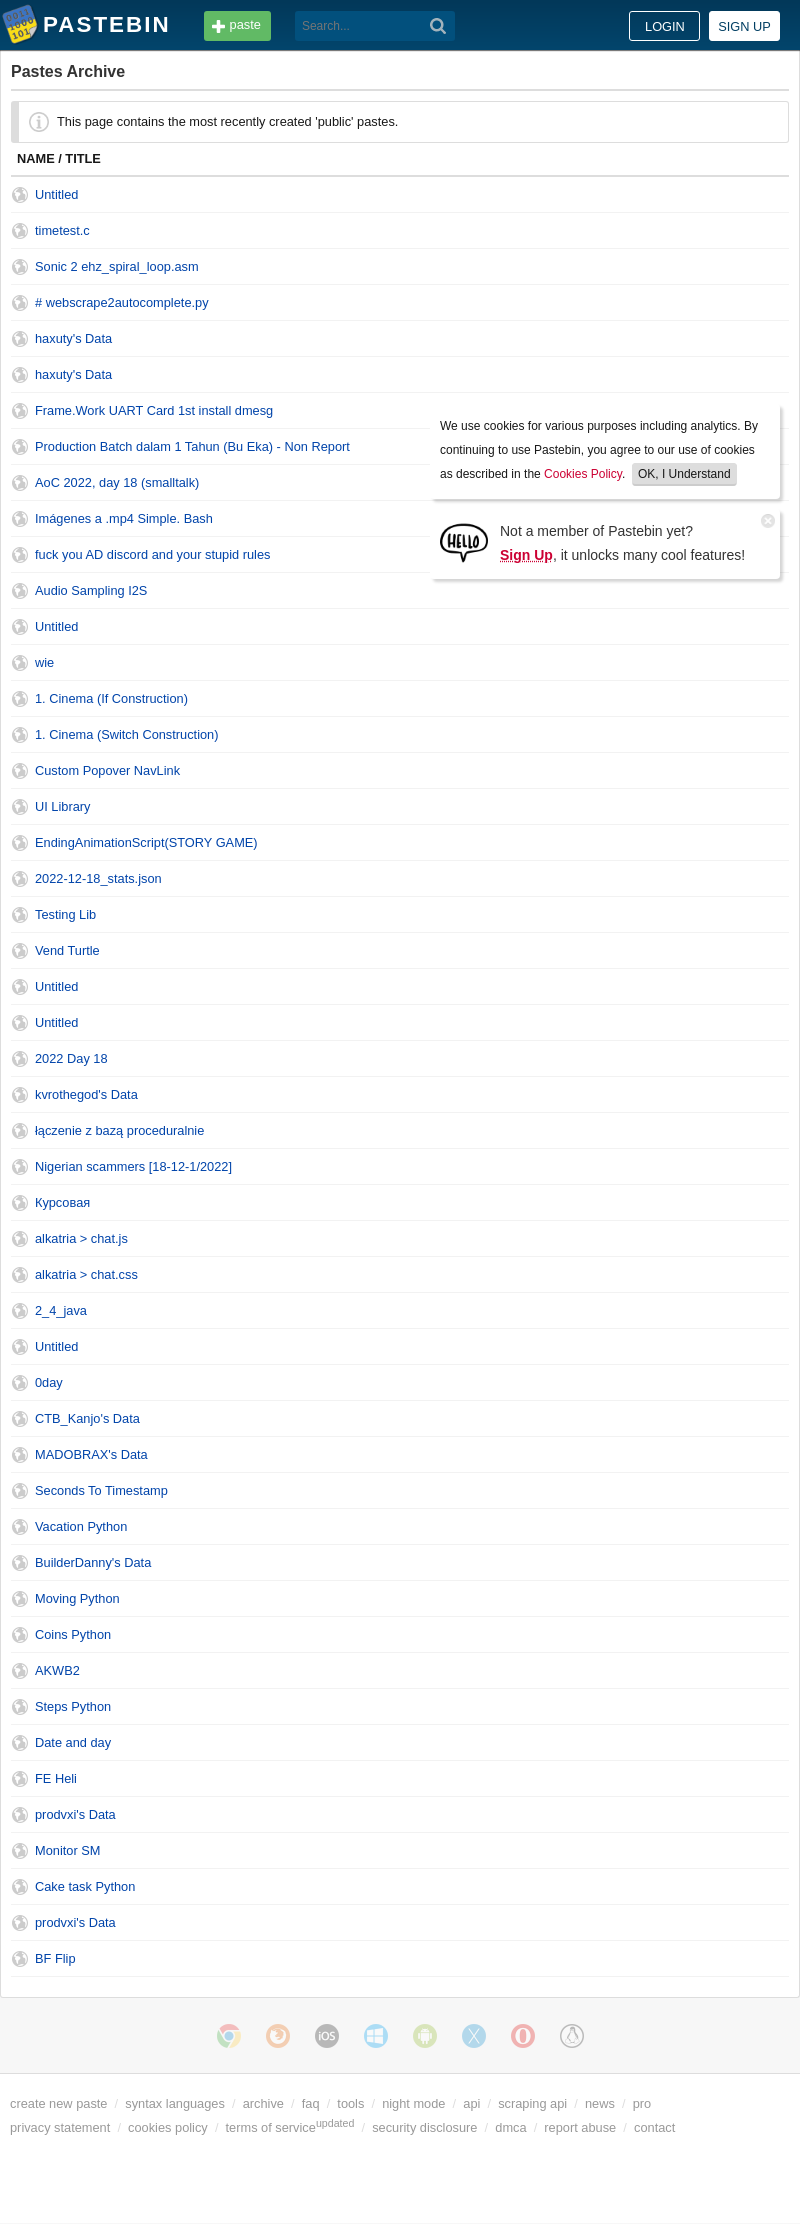 PASTEBIN paste Search... LOGIN SIGN UP
Pastes Archive
This page contains the most recently created 'public' pastes.
NAME / TITLE
Untitled
timetest.c
Sonic 2 ehz_spiral_loop.asm
# webscrape2autocomplete.py
haxuty's Data
haxuty's Data
Frame.Work UART Card 1st install dmesg
Production Batch dalam 1 Tahun (Bu Eka) - Non Report
AoC 2022, day 18 (smalltalk)
Imágenes a .mp4 Simple. Bash
fuck you AD discord and your stupid rules
We use cookies for various purposes including analytics. By
continuing to use Pastebin, you agree to our use of cookies
as described in the Cookies Policy. OK, I Understand
HELLO
Not a member of Pastebin yet?
Sign Up, it unlocks many cool features!
Audio Sampling I2S
Untitled
wie
1. Cinema (If Construction)
1. Cinema (Switch Construction)
Custom Popover NavLink
UI Library
EndingAnimationScript(STORY GAME)
2022-12-18_stats.json
Testing Lib
Vend Turtle
Untitled
Untitled
2022 Day 18
kvrothegod's Data
łączenie z bazą proceduralnie
Nigerian scammers [18-12-1/2022]
Курсовая
alkatria > chat.js
alkatria > chat.css
2_4_java
Untitled
0day
CTB_Kanjo's Data
MADOBRAX's Data
Seconds To Timestamp
Vacation Python
BuilderDanny's Data
Moving Python
Coins Python
AKWB2
Steps Python
Date and day
FE Heli
prodvxi's Data
Monitor SM
Cake task Python
prodvxi's Data
BF Flip
iOS
create new paste / syntax languages / archive / faq / tools / night mode / api / scraping api / news / pro
privacy statement / cookies policy / terms of serviceupdated / security disclosure / dmca / report abuse / contact